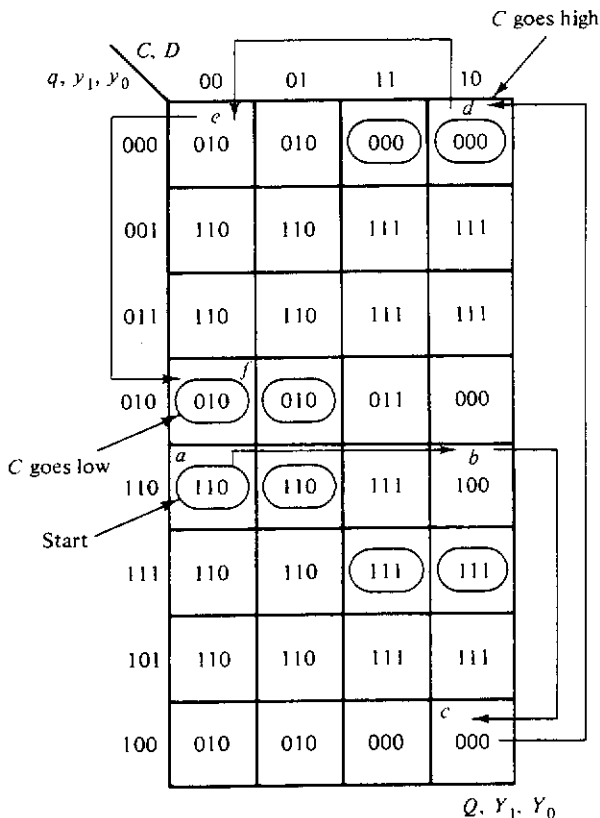 C goes high
C, D
q, y1, y0 00 01 11 10
e d
000 010 010 000 000
001 110 110 111 111
011 110 110 111 111
f
010 010 010 011 000
C goes low
a b
110 110 110 111 100
Start
111 110 110 111 111
101 110 110 111 111
c
100 010 010 000 000
Q, Y1, Y0